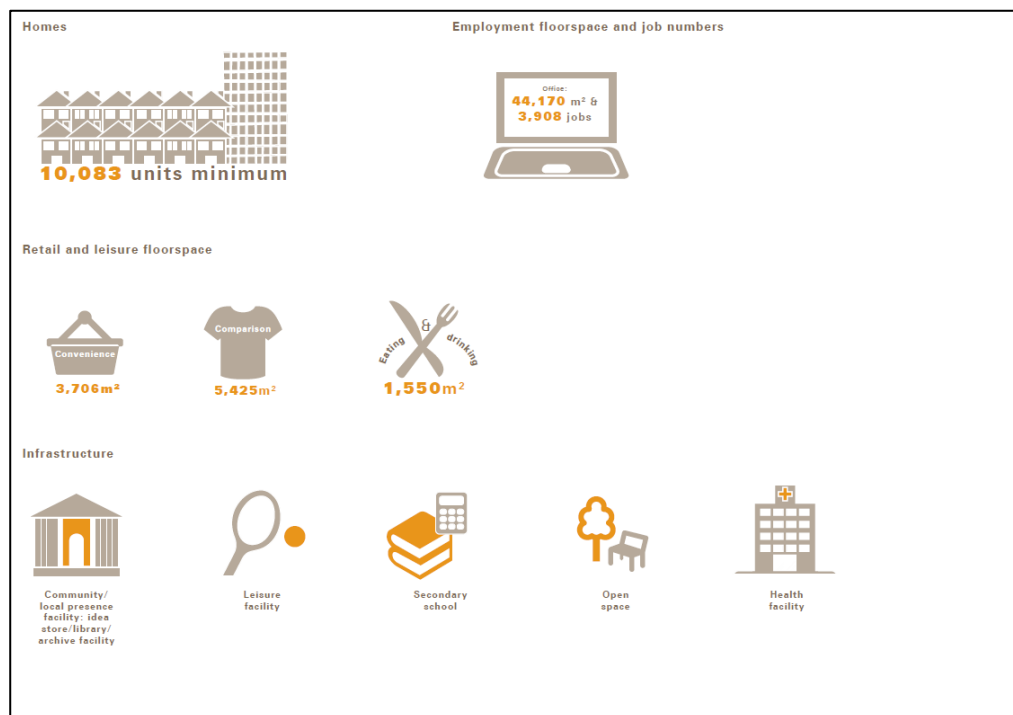 Homes
Employment floorspace and job numbers
Office:
44,170 m² &
3,908 jobs
10,083 units minimum
Retail and leisure floorspace
Convenience
3,706m²
Comparison
5,425m²
Eating & drinking
1,550m²
Infrastructure
Community/
local presence
facility: idea
store/library/
archive facility
Leisure
facility
Secondary
school
Open
space
Health
facility